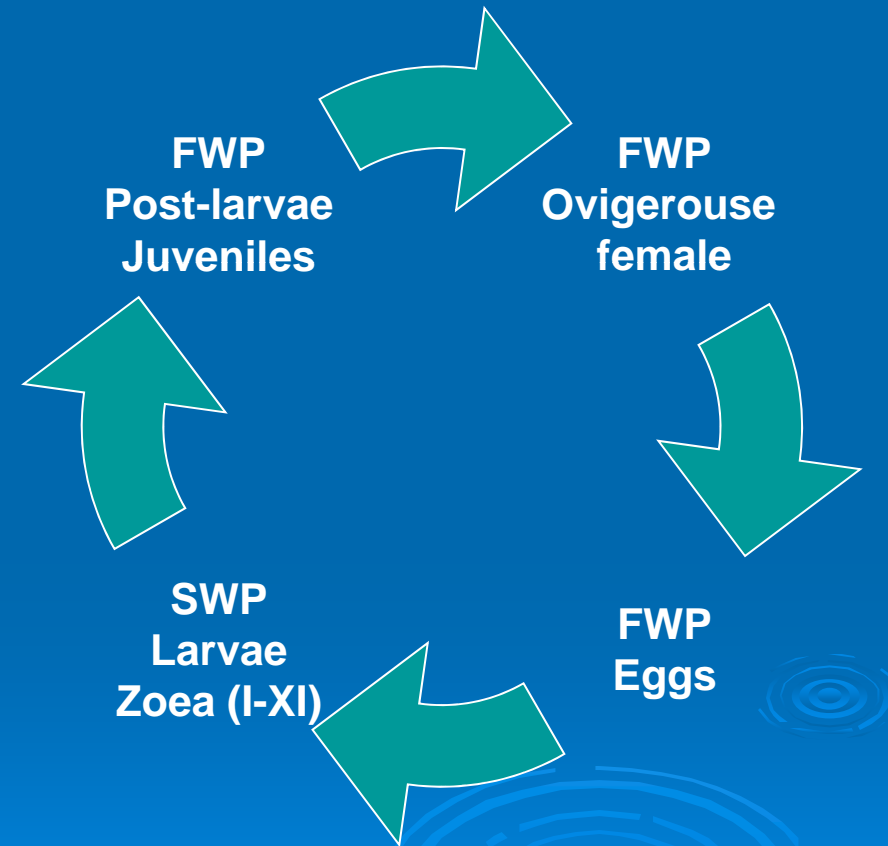 FWP
Post-larvae
Juveniles
FWP
Ovigerouse
female
FWP
Eggs
SWP
Larvae
Zoea (I-XI)